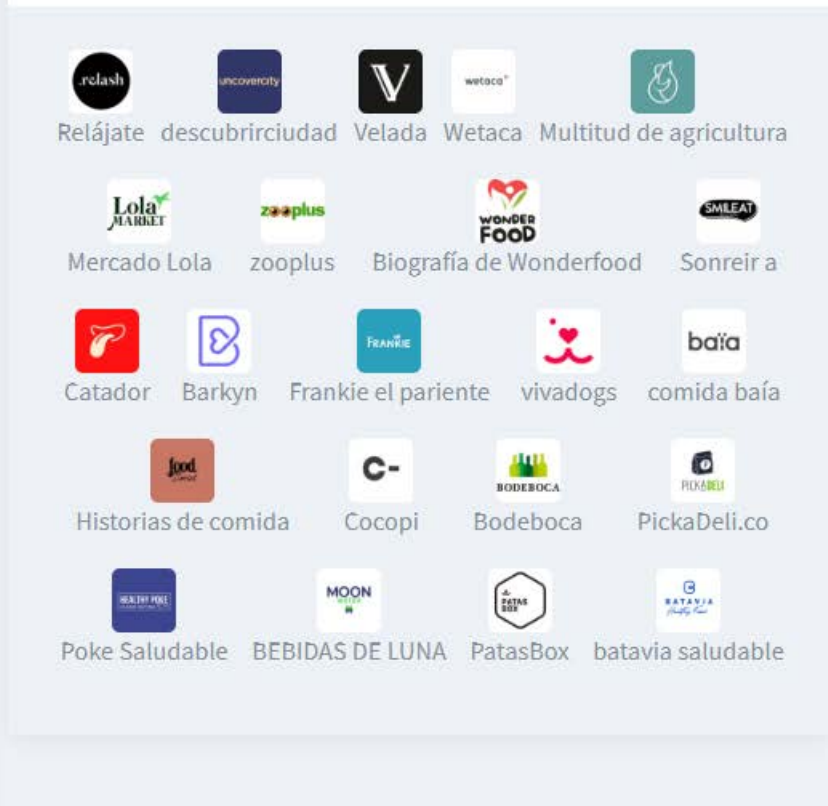 .relash uncovercity V wetaca
Relájate descubrirciudad Velada Wetaca Multitud de agricultura
Lola MARKET zooplus WONDER FOOD SMILEAT
Mercado Lola zooplus Biografía de Wonderfood Sonreir a
B FRANKIE baïa
Catador Barkyn Frankie el pariente vivadogs comida baía
food C- BODEBOCA PICKADELI
Historias de comida Cocopi Bodeboca PickaDeli.co
HEALTHY POKE MOON PATAS BOX BATAVIA
Poke Saludable BEBIDAS DE LUNA PatasBox batavia saludable